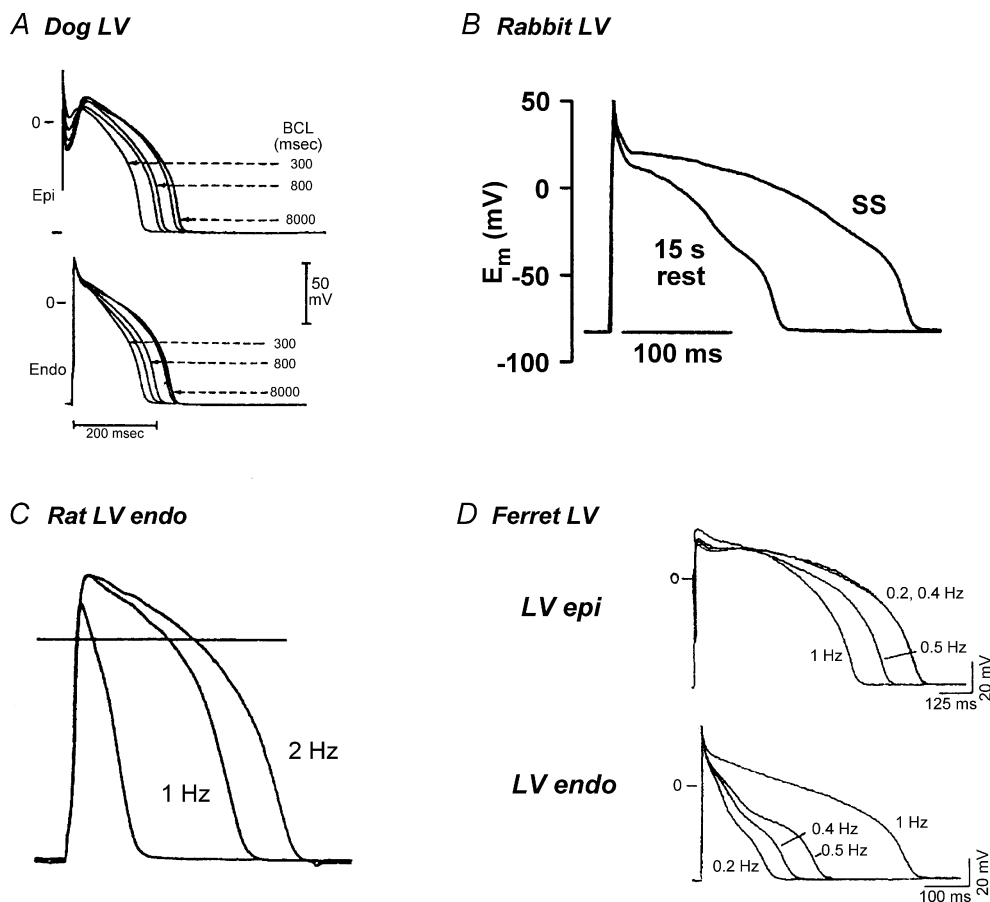 A Dog LV
0
BCL
(msec)
300
800
8000
Epi
50
mV
0
300
800
8000
Endo
200 msec
B Rabbit LV
50
0
-50
-100
Em (mV)
SS
15 s
rest
100 ms
C Rat LV endo
1 Hz
2 Hz
D Ferret LV
0
LV epi
0.2, 0.4 Hz
0.5 Hz
1 Hz
20 mV
125 ms
LV endo
0
1 Hz
0.4 Hz
0.5 Hz
0.2 Hz
20 mV
100 ms